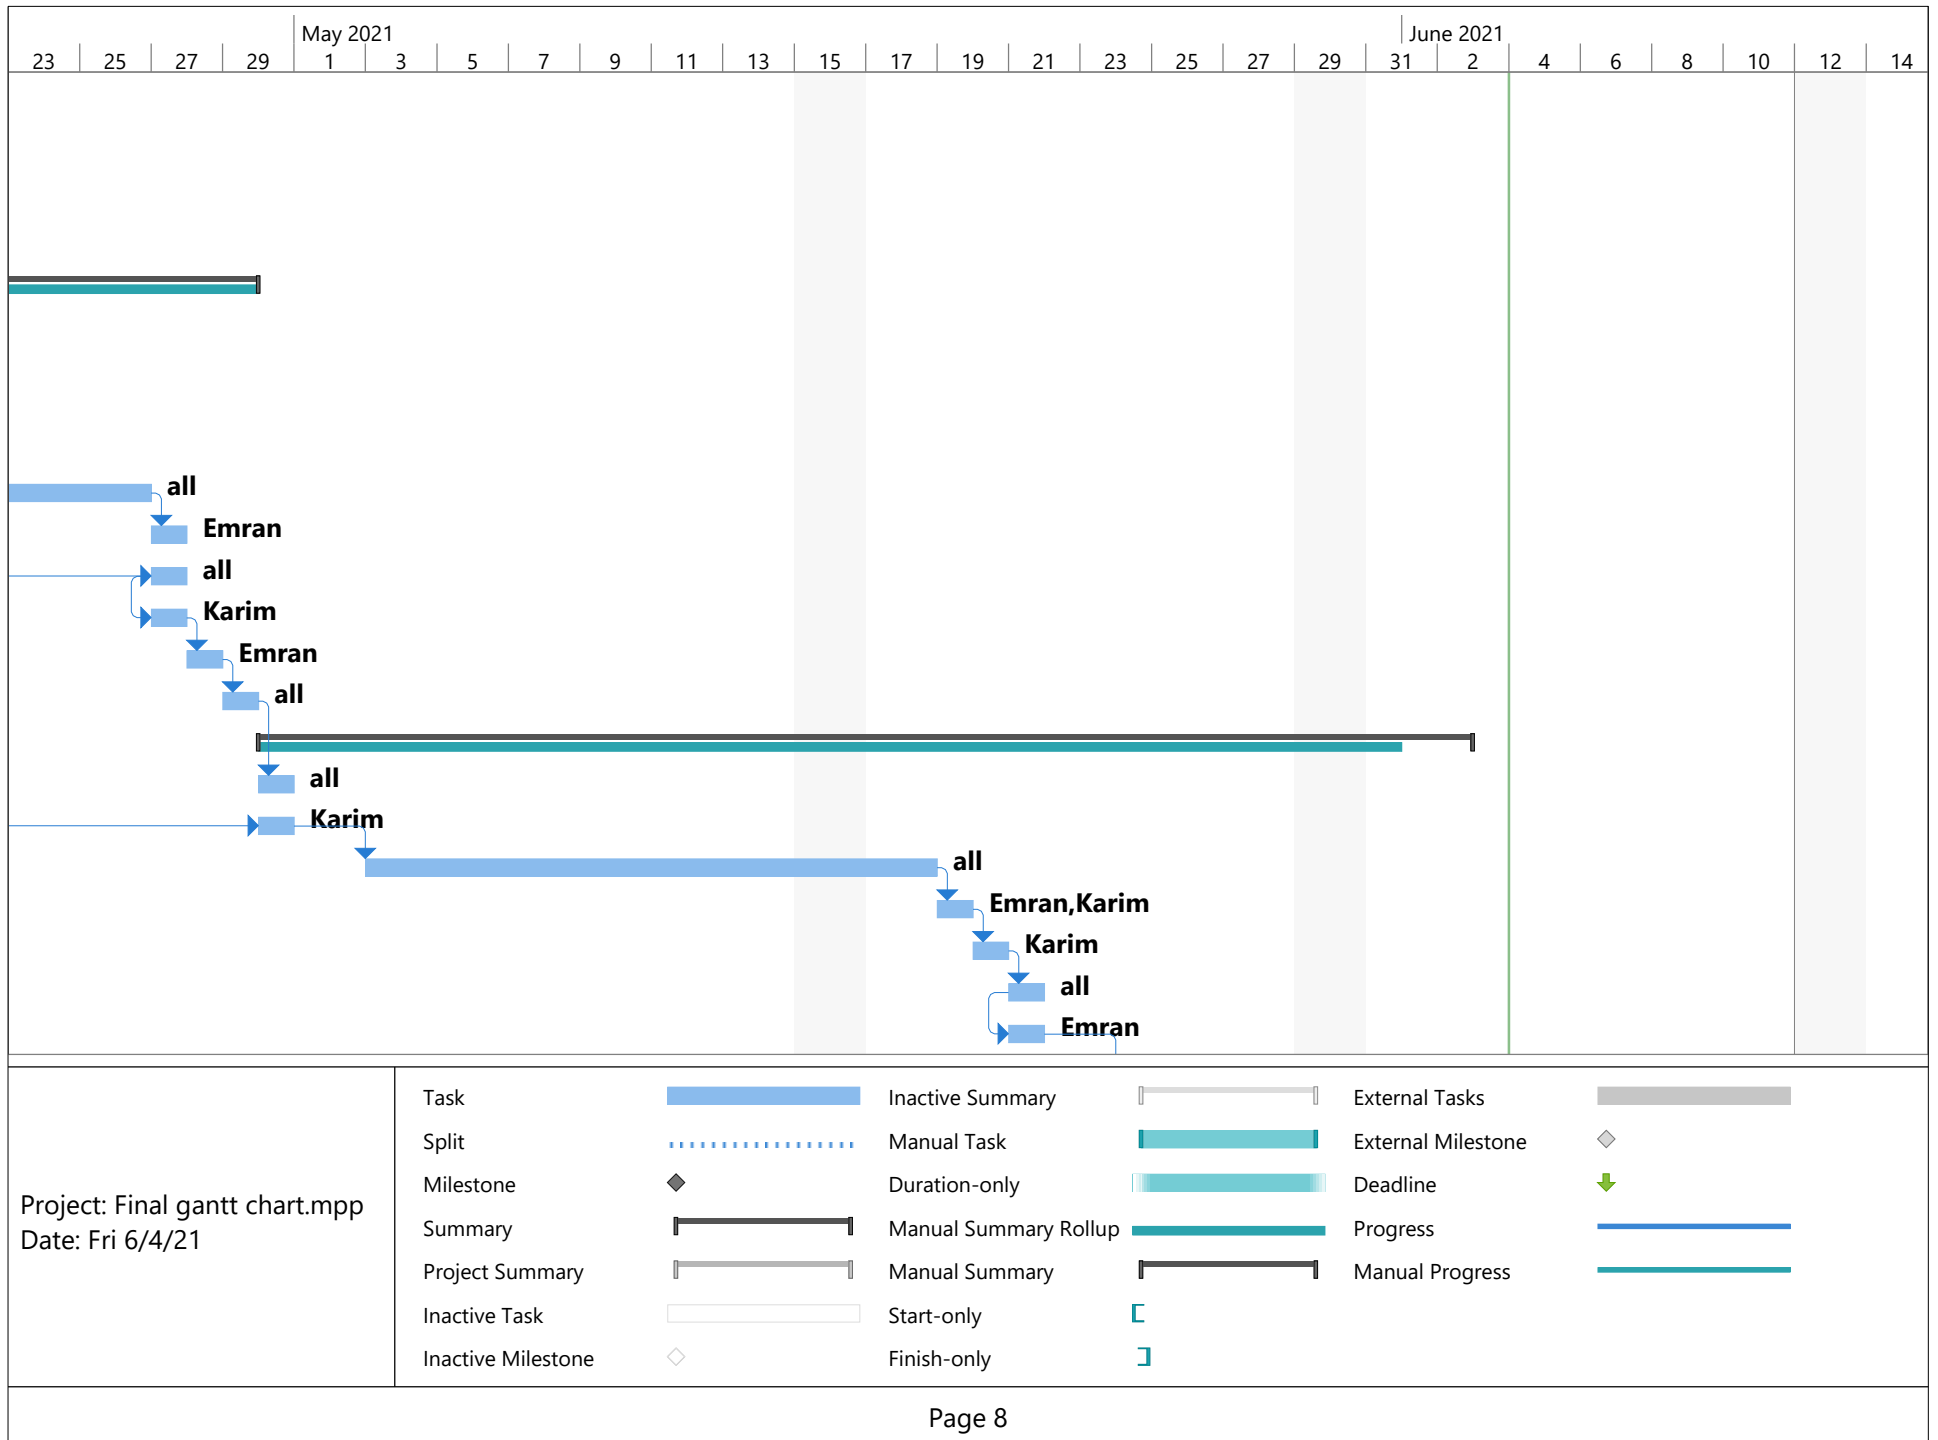 May 2021 June 2021
23 25 27 29 1 3 5 7 9 11 13 15 17 19 21 23 25 27 29 31 2 4 6 8 10 12 14
all
Emran
all
Karim
Emran
all
all
Karim
all
Emran,Karim
Karim
all
Emran
Project: Final gantt chart.mpp
Date: Fri 6/4/21
Task
Split
Milestone
Summary
Project Summary
Inactive Task
Inactive Milestone
Inactive Summary
Manual Task
Duration-only
Manual Summary Rollup
Manual Summary
Start-only
Finish-only
External Tasks
External Milestone
Deadline
Progress
Manual Progress
Page 8